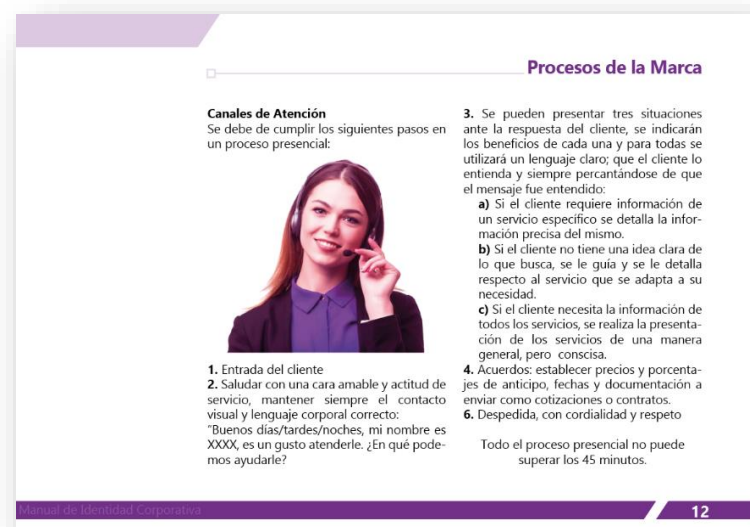 Procesos de la Marca
Canales de Atención
Se debe de cumplir los siguientes pasos en
un proceso presencial:
1. Entrada del cliente
2. Saludar con una cara amable y actitud de
servicio, mantener siempre el contacto
visual y lenguaje corporal correcto:
"Buenos días/tardes/noches, mi nombre es
XXXX, es un gusto atenderle. ¿En qué pode-
mos ayudarle?
3. Se pueden presentar tres situaciones
ante la respuesta del cliente, se indicarán
los beneficios de cada una y para todas se
utilizará un lenguaje claro; que el cliente lo
entienda y siempre percantándose de que
el mensaje fue entendido:
a) Si el cliente requiere información de
un servicio específico se detalla la infor-
mación precisa del mismo.
b) Si el cliente no tiene una idea clara de
lo que busca, se le guía y se le detalla
respecto al servicio que se adapta a su
necesidad.
c) Si el cliente necesita la información de
todos los servicios, se realiza la presenta-
ción de los servicios de una manera
general, pero conscisa.
4. Acuerdos: establecer precios y porcenta-
jes de anticipo, fechas y documentación a
enviar como cotizaciones o contratos.
6. Despedida, con cordialidad y respeto
Todo el proceso presencial no puede
superar los 45 minutos.
Manual de Identidad Corporativa
12